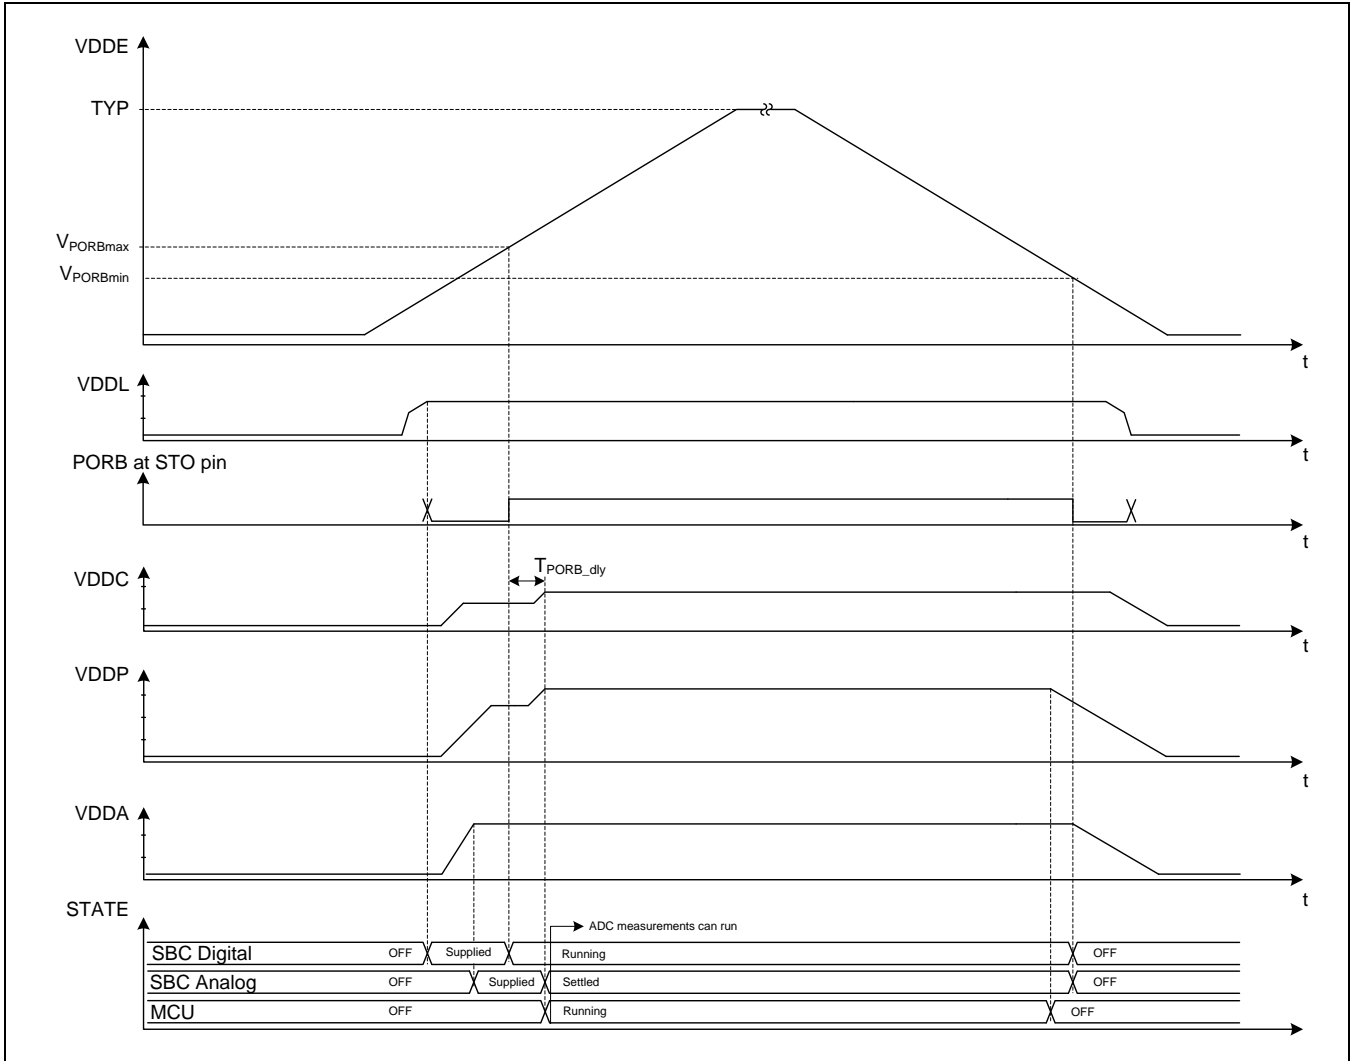 VDDE
TYP
VPORBmax
VPORBmin
t
VDDL
t
PORB at STO pin
t
TPORB_dly
VDDC
t
VDDP
t
VDDA
t
STATE
ADC measurements can run
SBC Digital OFF Supplied Running OFF
SBC Analog OFF Supplied Settled OFF
MCU OFF Running OFF